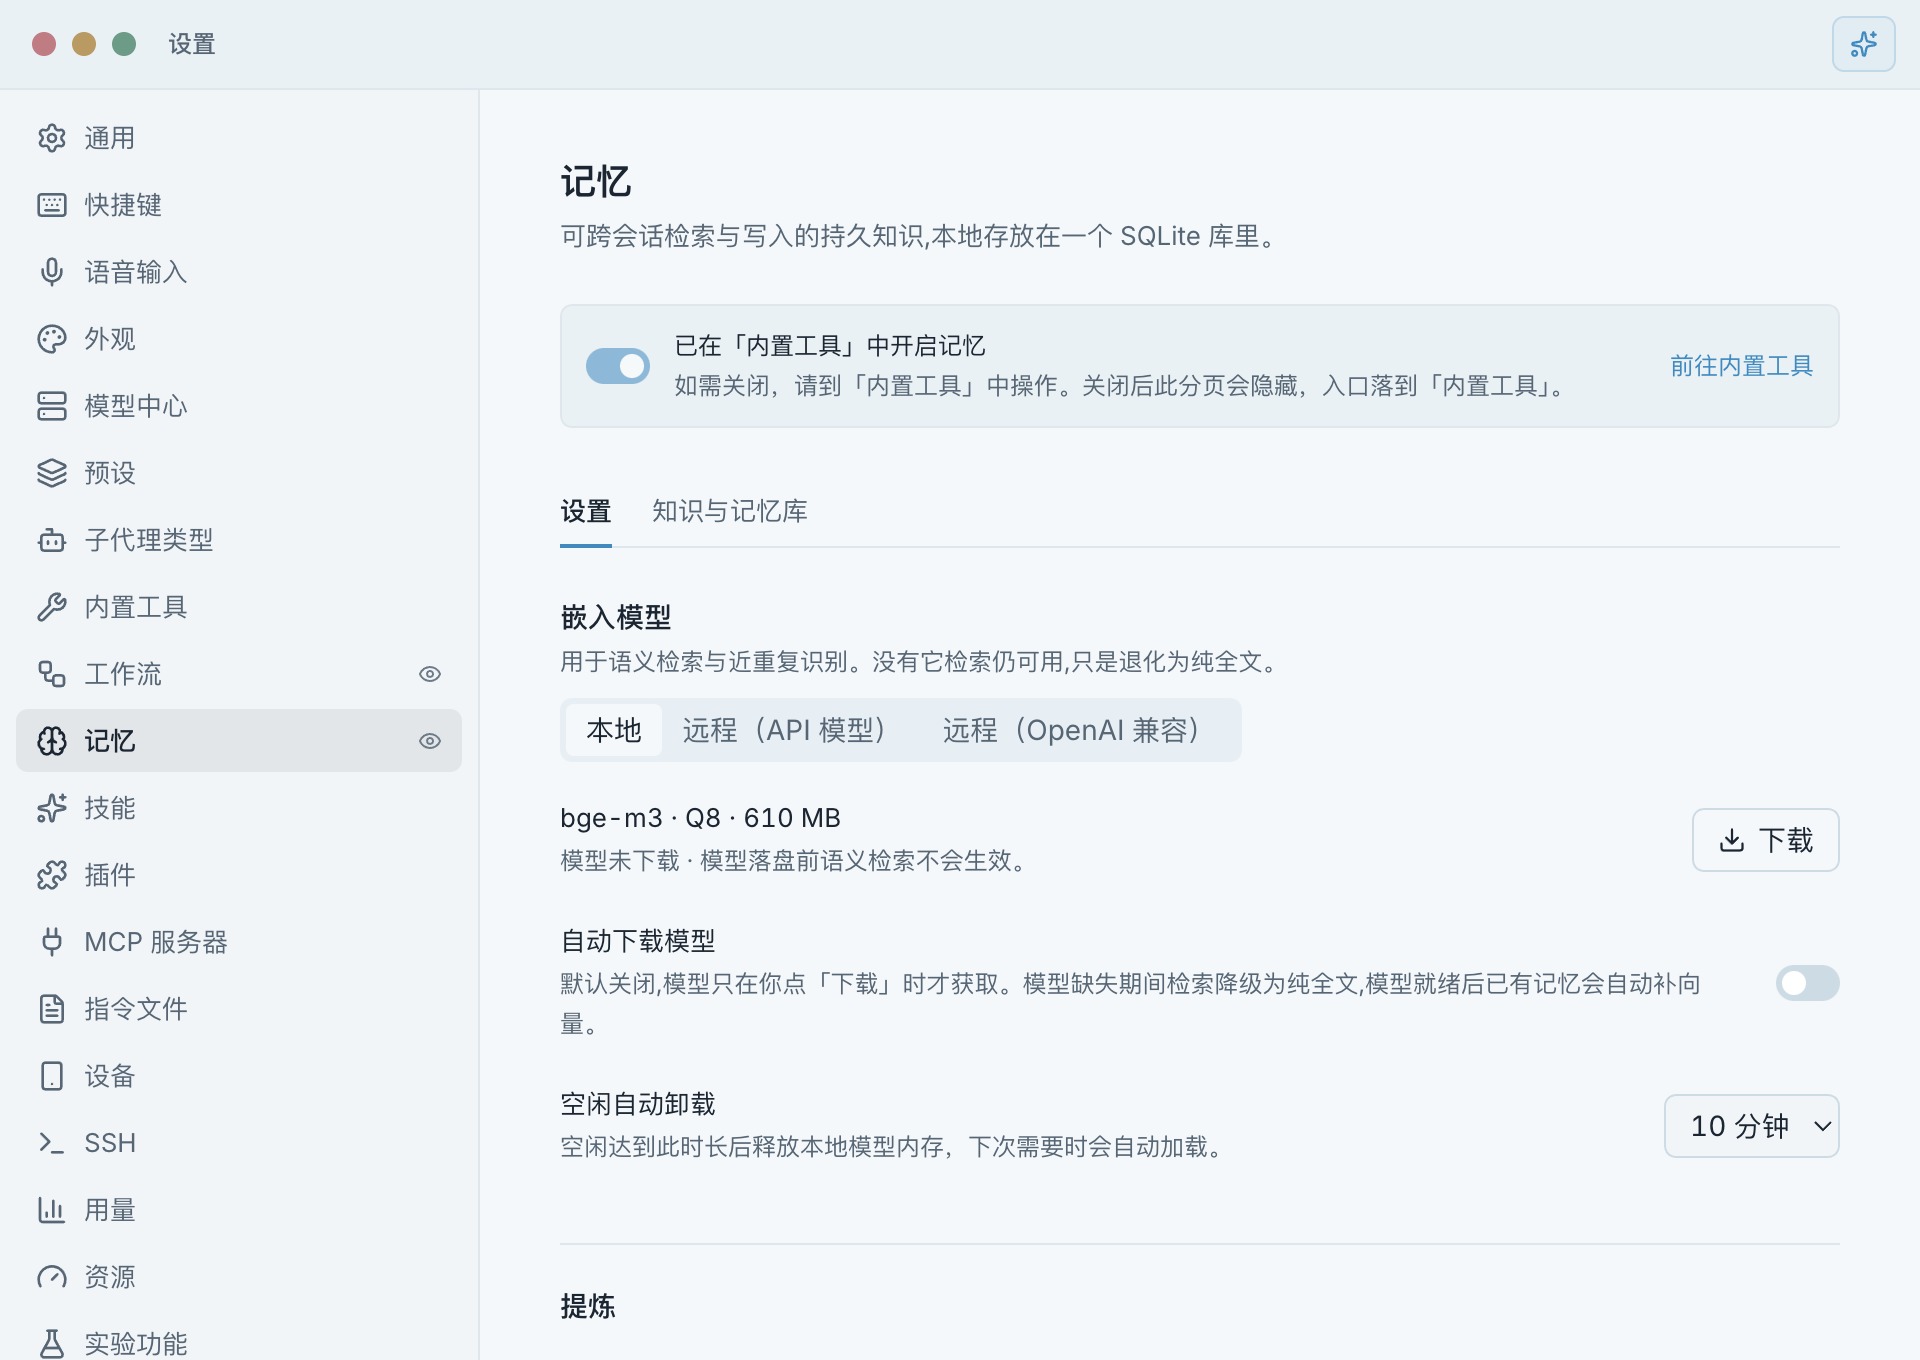 设置
通用
快捷键
语音输入
外观
模型中心
预设
子代理类型
内置工具
工作流
记忆
技能
插件
MCP 服务器
指令文件
设备
SSH
用量
资源
实验功能
记忆
可跨会话检索与写入的持久知识,本地存放在一个 SQLite 库里。
已在「内置工具」中开启记忆
如需关闭，请到「内置工具」中操作。关闭后此分页会隐藏，入口落到「内置工具」。
前往内置工具
设置 知识与记忆库
嵌入模型
用于语义检索与近重复识别。没有它检索仍可用,只是退化为纯全文。
本地 远程（API 模型） 远程（OpenAI 兼容）
bge-m3 · Q8 · 610 MB
模型未下载 · 模型落盘前语义检索不会生效。
下载
自动下载模型
默认关闭,模型只在你点「下载」时才获取。模型缺失期间检索降级为纯全文,模型就绪后已有记忆会自动补向
量。
空闲自动卸载
空闲达到此时长后释放本地模型内存，下次需要时会自动加载。
10 分钟
提炼